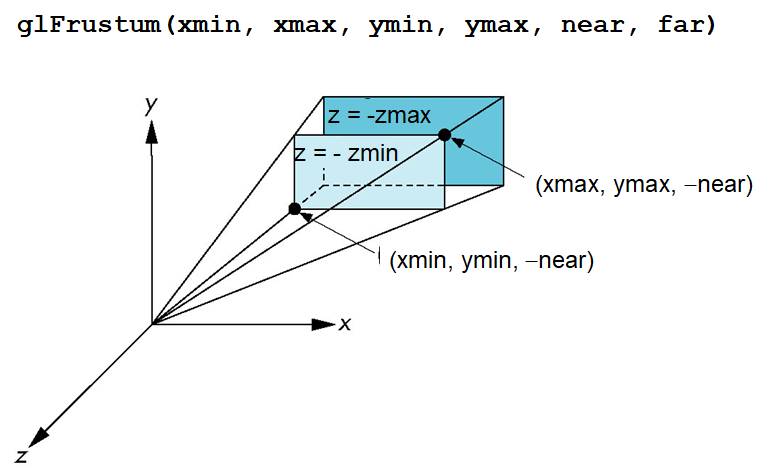 glFrustum(xmin, xmax, ymin, ymax, near, far)
y
z = -zmax
z = - zmin
(xmax, ymax, –near)
(xmin, ymin, –near)
x
z